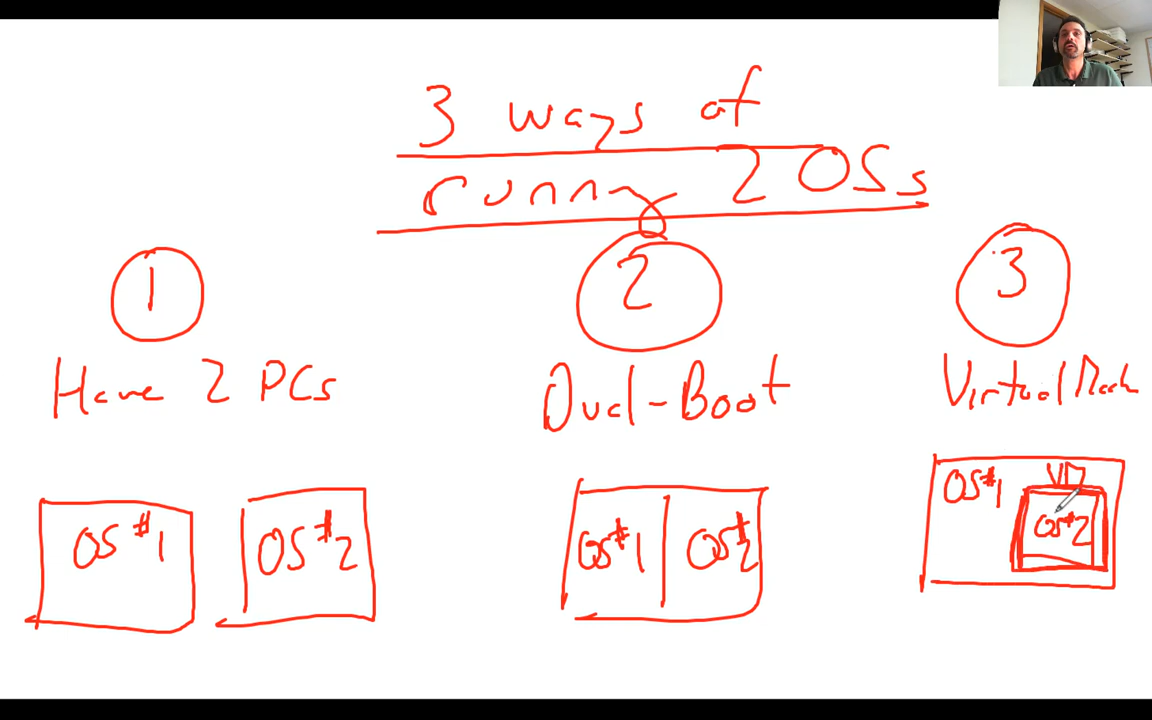 3 ways of
runny 2 OSs
1
2
3
Have 2 PCs
Dual-Boot
Virtual Mach
OS #1
OS #2
OS #1
OS #2
OS #1
OS #2